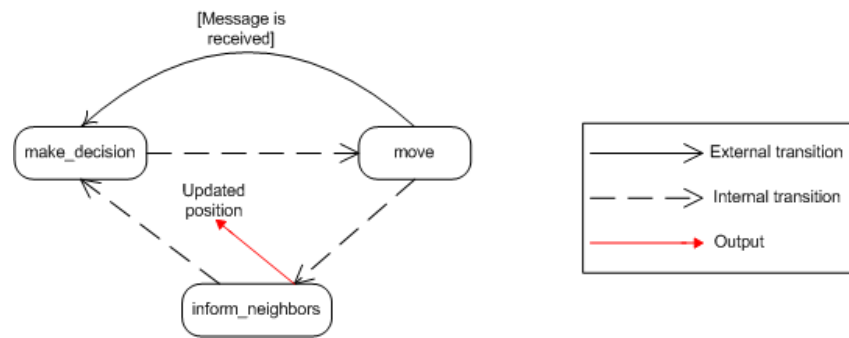 [Message is
received]
make_decision
move
Updated
position
inform_neighbors
External transition
Internal transition
Output